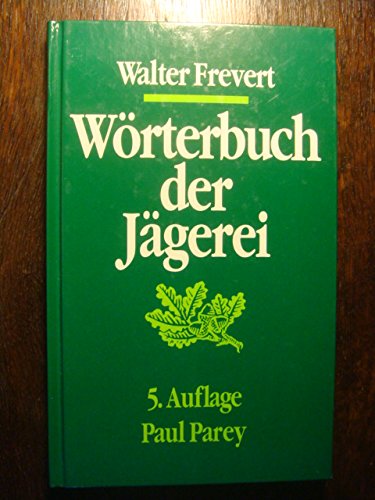 Walter Frevert
Wörterbuch
der
Jägerei
5. Auflage
Paul Parey